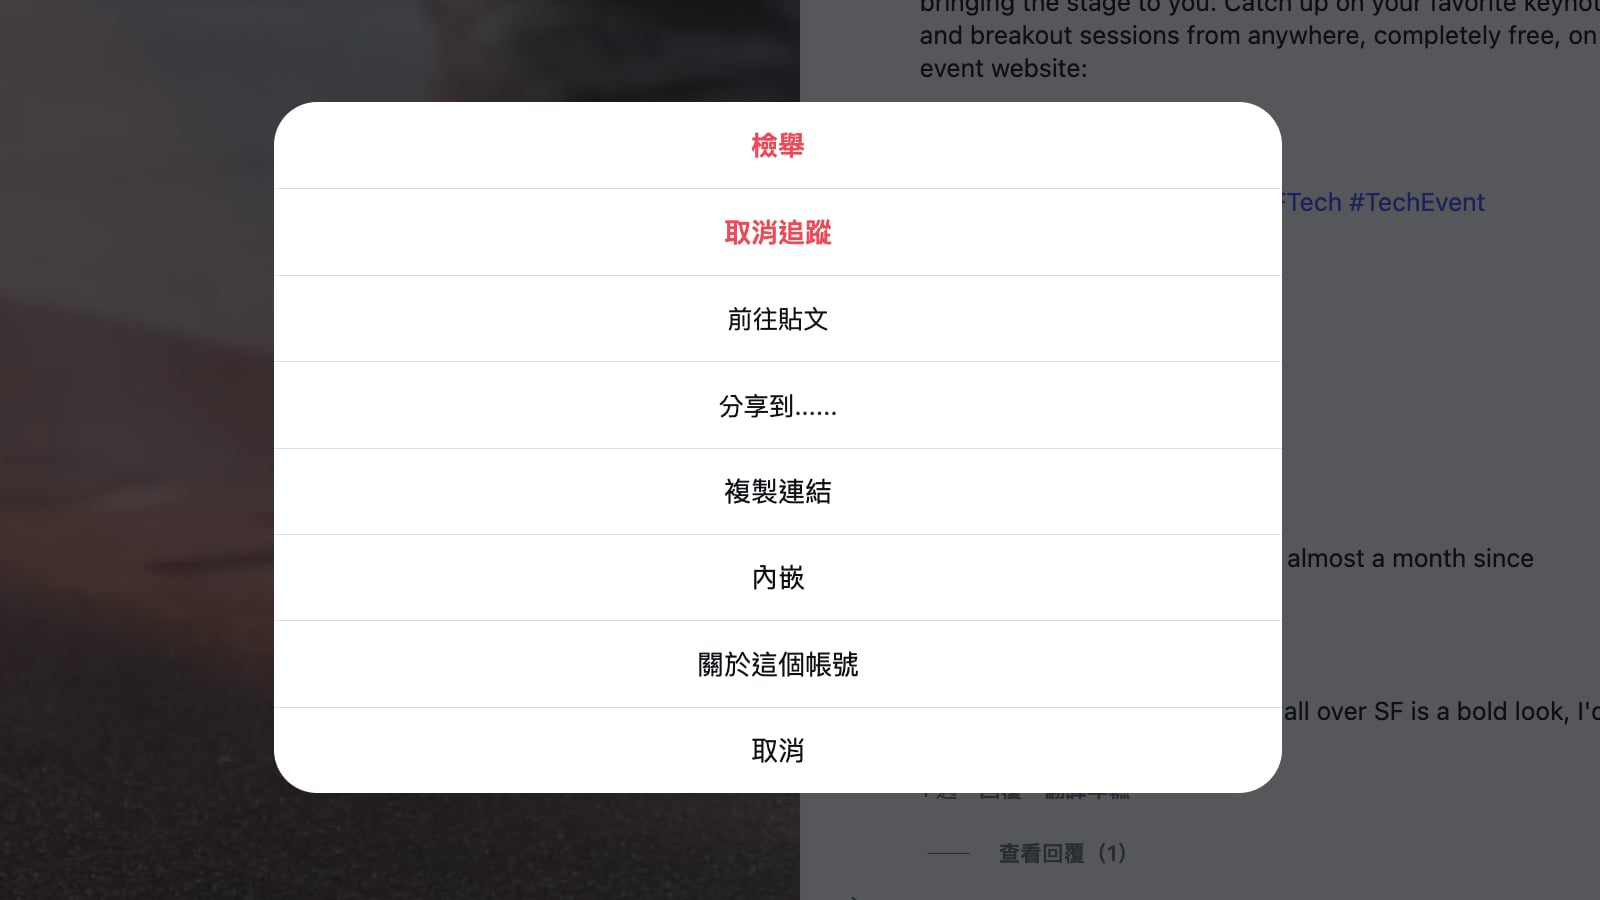 bringing the stage to you. Catch up on your favorite
and breakout sessions from anywhere, completely free, on
event website:
檢舉
取消追蹤
#TechEvent
前往貼文
分享到......
複製連結
內嵌
almost a month since
關於這個帳號
all over SF is a bold look,
取消
查看回覆（1）